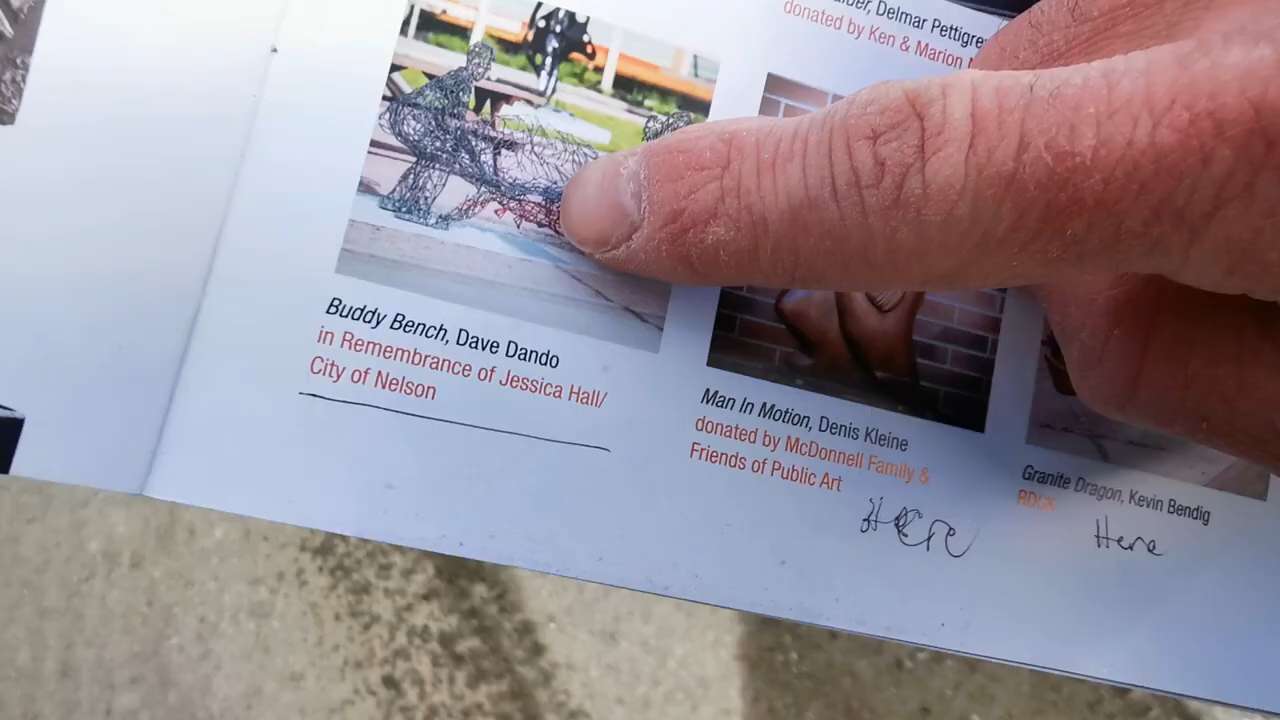 Delmar Pettigre
donated by Ken & Marion
Buddy Bench, Dave Dando
in Remembrance of Jessica Hall/
City of Nelson
Man In Motion, Denis Kleine
donated by McDonnell Family &
Friends of Public Art
Here
Granite Dragon, Kevin Bendig
RDCK
Here